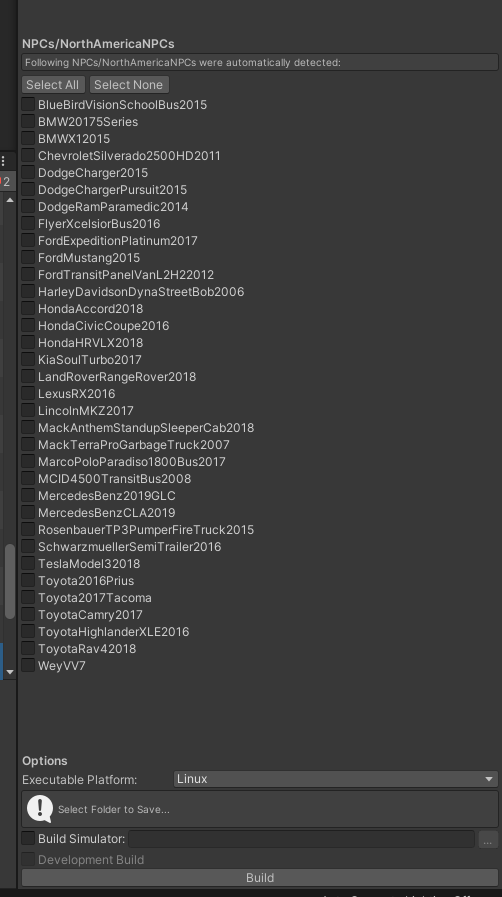 NPCs/NorthAmericaNPCs
Following NPCs/NorthAmericaNPCs were automatically detected:
Select All Select None
BlueBirdVisionSchoolBus2015
BMW20175Series
BMWX12015
ChevroletSilverado2500HD2011
2
DodgeCharger2015
DodgeChargerPursuit2015
DodgeRamParamedic2014
FlyerXcelsiorBus2016
FordExpeditionPlatinum2017
FordMustang2015
FordTransitPanelVanL2H22012
HarleyDavidsonDynaStreetBob2006
HondaAccord2018
HondaCivicCoupe2016
HondaHRVLX2018
KiaSoulTurbo2017
LandRoverRangeRover2018
LexusRX2016
LincolnMKZ2017
MackAnthemStandupSleeperCab2018
MackTerraProGarbageTruck2007
MarcoPoloParadiso1800Bus2017
MCID4500TransitBus2008
MercedesBenz2019GLC
MercedesBenzCLA2019
RosenbauerTP3PumperFireTruck2015
SchwarzmuellerSemiTrailer2016
TeslaModel32018
Toyota2016Prius
Toyota2017Tacoma
ToyotaCamry2017
ToyotaHighlanderXLE2016
ToyotaRav42018
WeyVV7
Options
Executable Platform: Linux
Select Folder to Save...
Build Simulator: ...
Development Build
Build